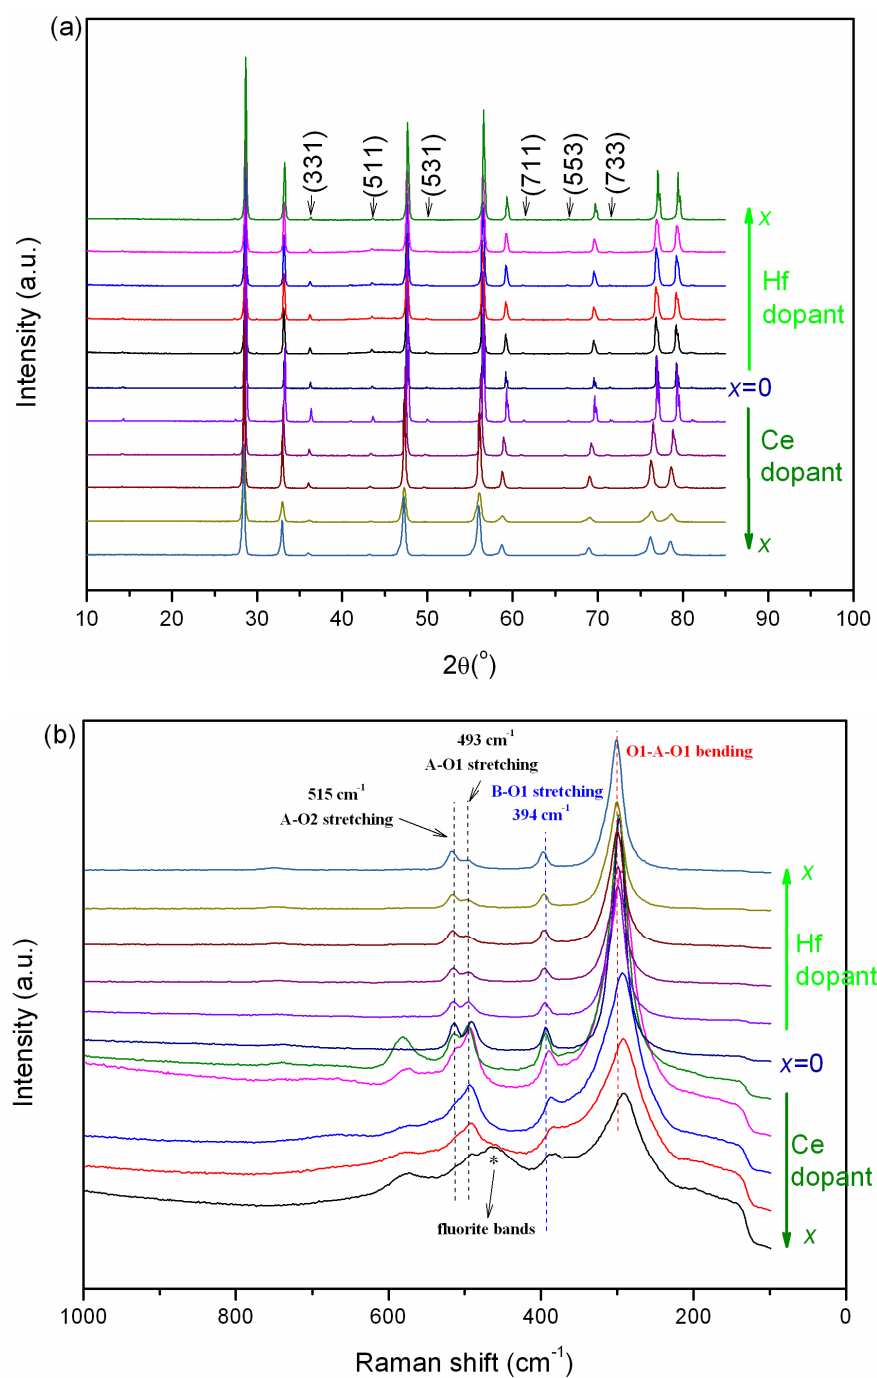 (a)
(331)
(511)
(531)
(711)
(553)
(733)
x
Hf
dopant
x=0
Ce
dopant
x
Intensity (a.u.)
10 20 30 40 50 60 70 80 90 100
2θ(°)
(b)
493 cm⁻¹
A-O1 stretching
O1-A-O1 bending
515 cm⁻¹
A-O2 stretching
B-O1 stretching
394 cm⁻¹
x
Hf
dopant
x=0
Ce
dopant
x
*
fluorite bands
Intensity (a.u.)
1000 800 600 400 200 0
Raman shift (cm⁻¹)